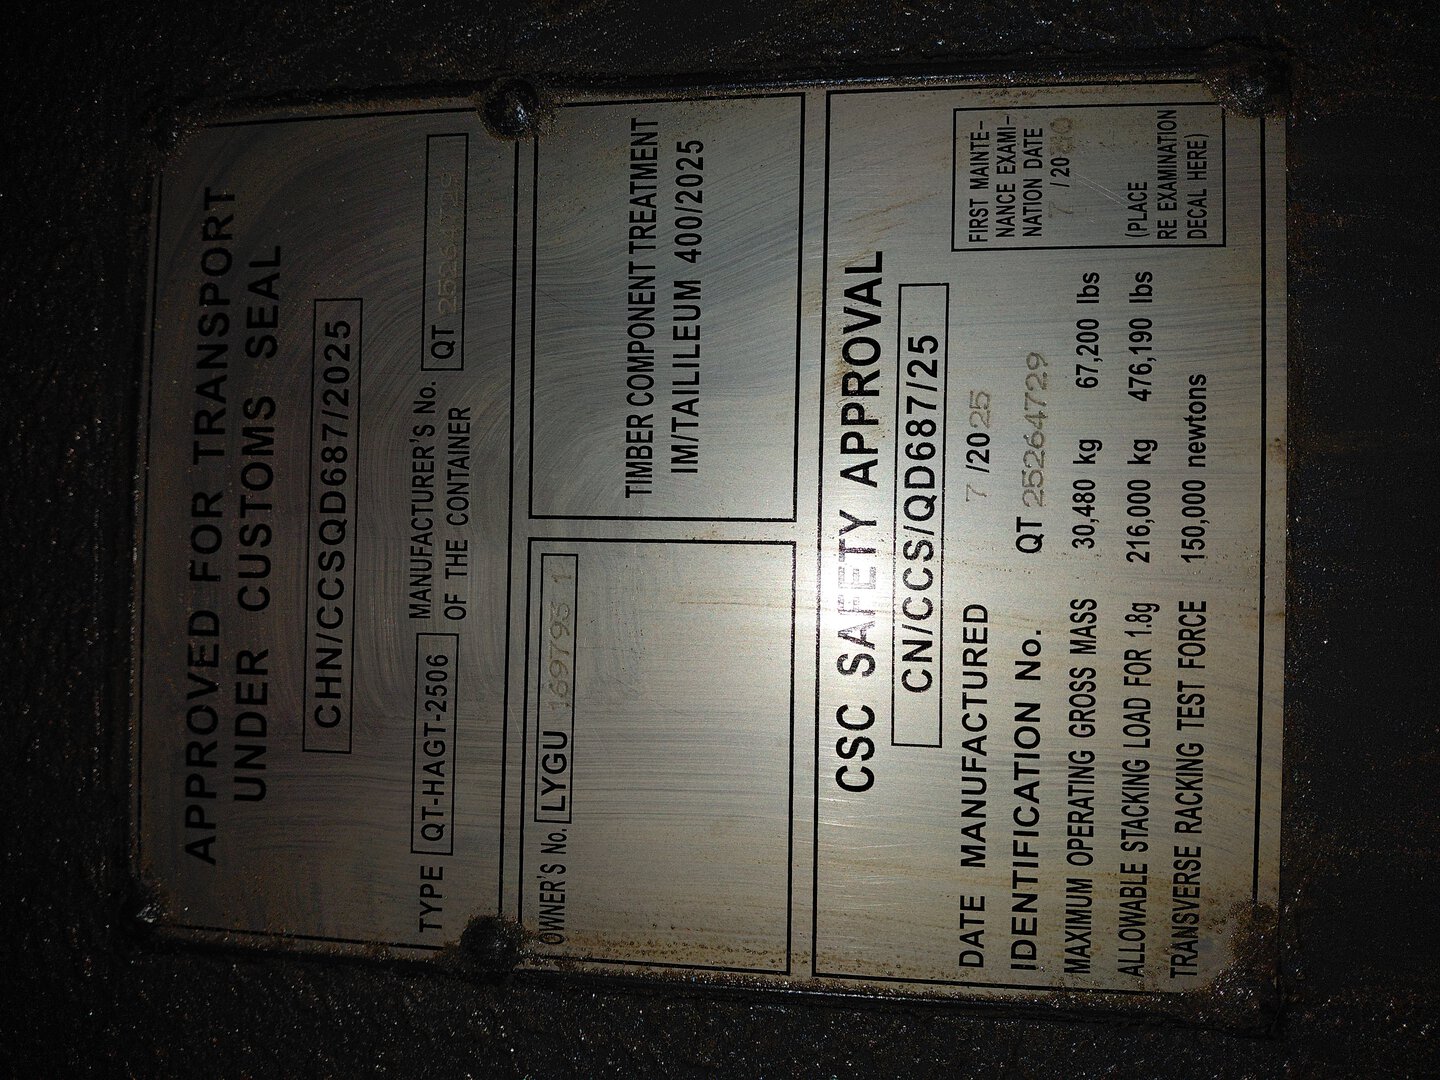 APPROVED FOR TRANSPORT
UNDER CUSTOMS SEAL
CHN/CCSQD687/2025
TYPE QT-HAGT-2506 MANUFACTURER'S No. OF THE CONTAINER QT 25264729
OWNER'S No. LYGU 169795 1
TIMBER COMPONENT TREATMENT
IM/TAILILEUM 400/2025
CSC SAFETY APPROVAL
CN/CCS/QD687/25
DATE MANUFACTURED 7 /2025
IDENTIFICATION No. QT 25264729
MAXIMUM OPERATING GROSS MASS 30,480 kg 67,200 lbs
ALLOWABLE STACKING LOAD FOR 1.8g 216,000 kg 476,190 lbs
TRANSVERSE RACKING TEST FORCE 150,000 newtons
FIRST MAINTE-
NANCE EXAMI-
NATION DATE
7 /2030
(PLACE
RE EXAMINATION
DECAL HERE)